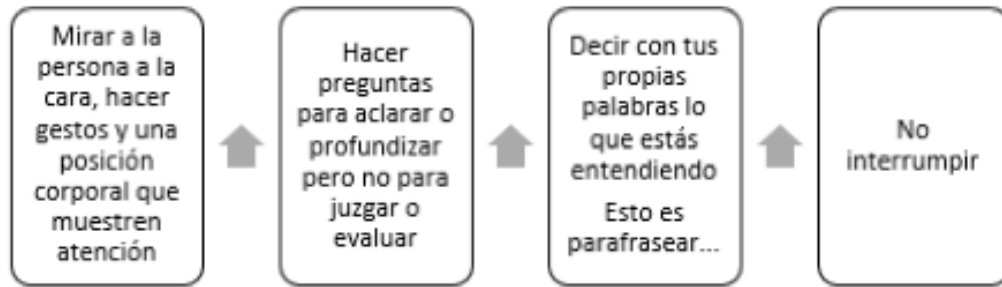 Mirar a la
persona a la
cara, hacer
gestos y una
posición
corporal que
muestren
atención
Hacer
preguntas
para aclarar o
profundizar
pero no para
juzgar o
evaluar
Decir con tus
propias
palabras lo
que estás
entendiendo
Esto es
parafrasear...
No
interrumpir